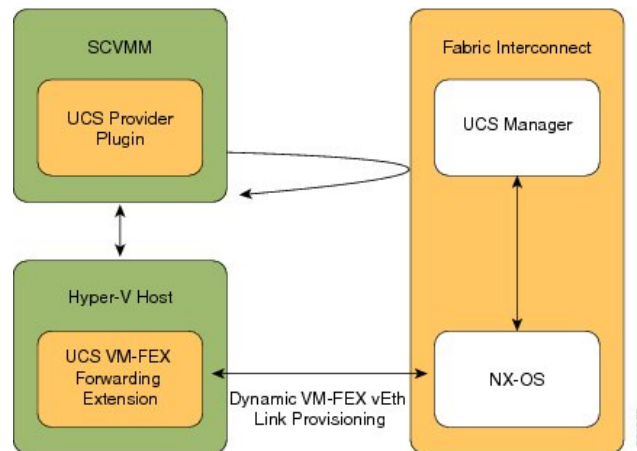 SCVMM
UCS Provider
Plugin
Fabric Interconnect
UCS Manager
Hyper-V Host
UCS VM-FEX
Forwarding
Extension
Dynamic VM-FEX vEth
Link Provisioning
NX-OS